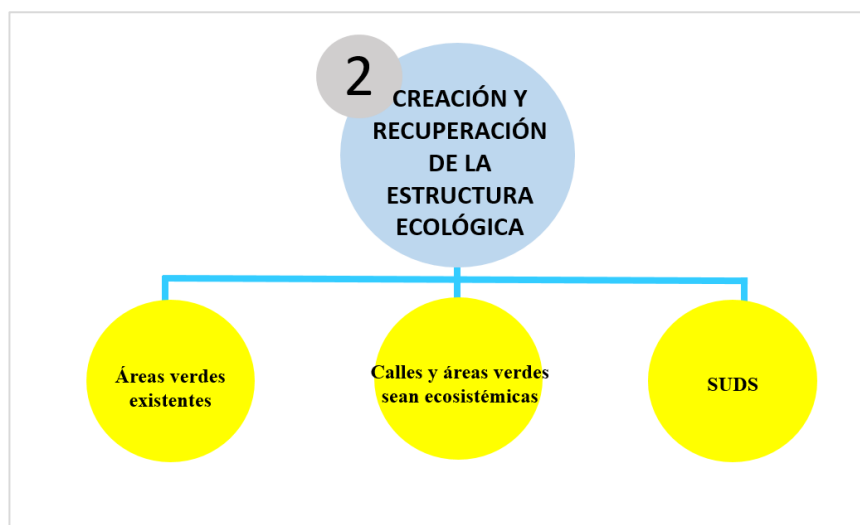 2
CREACIÓN Y
RECUPERACIÓN
DE LA
ESTRUCTURA
ECOLÓGICA
Áreas verdes
existentes
Calles y áreas verdes
sean ecosistémicas
SUDS